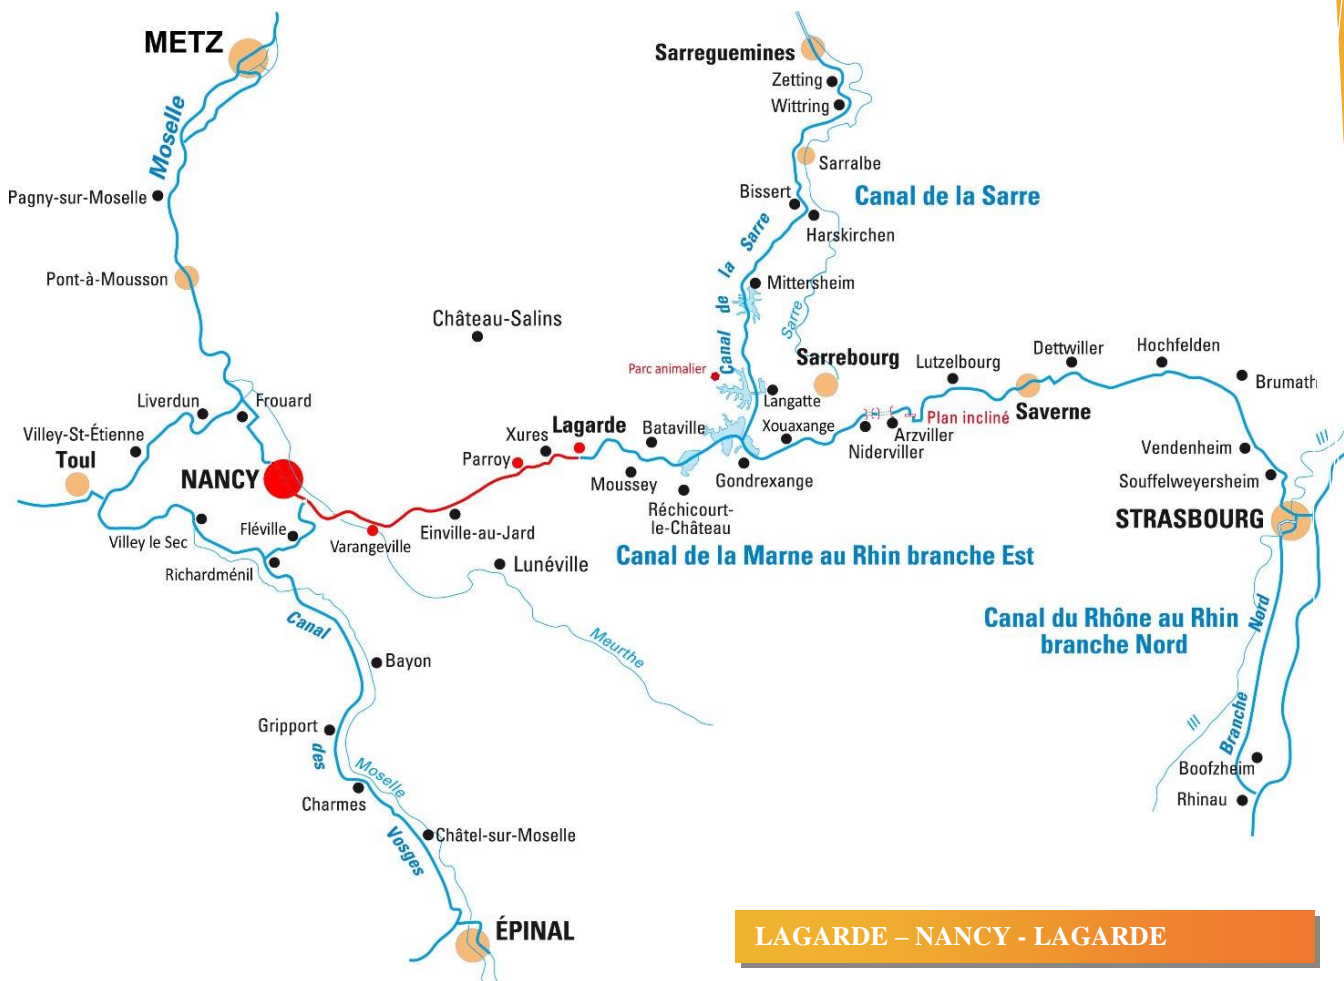 METZ
Moselle
Pagny-sur-Moselle
Pont-à-Mousson
Château-Salins
Liverdun
Frouard
Villey-St-Étienne
Toul
NANCY
Villey le Sec
Fléville
Richardménil
Varangeville
Einville-au-Jard
Lunéville
Parroy
Xures
Lagarde
Bataville
Moussey
Réchicourt-
le-Château
Gondrexange
Xouaxange
Langatte
Parc animalier
Sarreguemines
Zetting
Wittring
Sarralbe
Bissert
Harskirchen
Canal de la Sarre
Canal de la Sarre
Mittersheim
Sarre
Sarrebourg
Niderviller
Arzviller
Plan incliné
Lutzelbourg
Saverne
Dettwiller
Hochfelden
Brumath
Vendenheim
Souffelweyersheim
STRASBOURG
Ill
Canal de la Marne au Rhin branche Est
Canal du Rhône au Rhin
branche Nord
Branche Nord
Ill
Boofzheim
Rhinau
Meurthe
Canal des Vosges
Bayon
Gripport
Moselle
Charmes
Châtel-sur-Moselle
ÉPINAL
LAGARDE – NANCY - LAGARDE